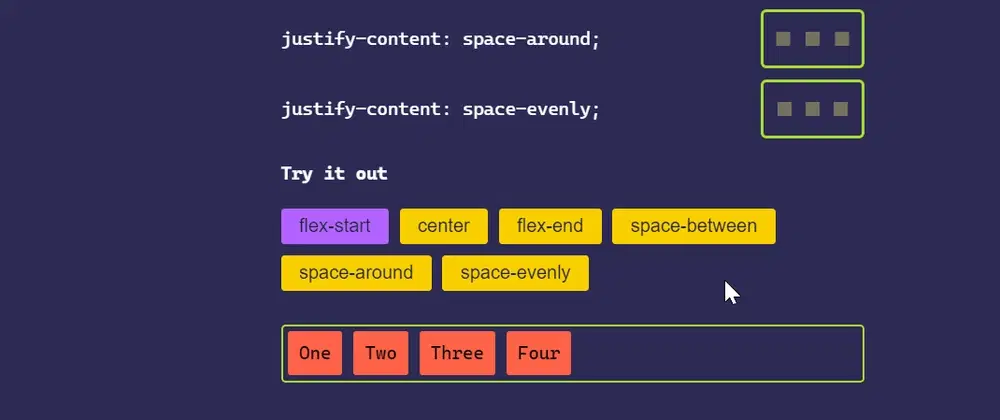 justify-content: space-around;
justify-content: space-evenly;
Try it out
flex-start center flex-end space-between
space-around space-evenly
One Two Three Four